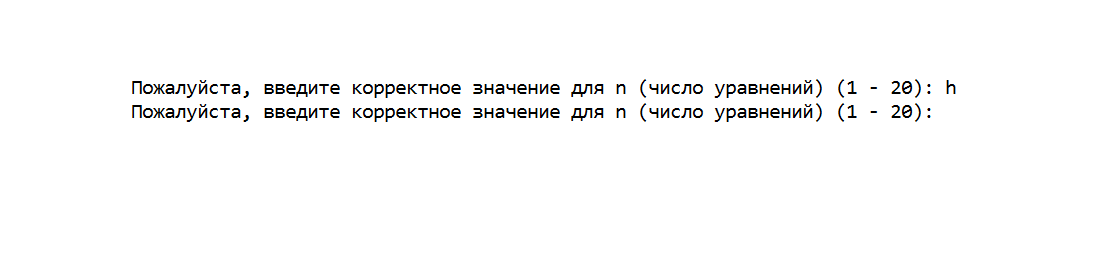 Пожалуйста, введите корректное значение для n (число уравнений) (1 - 20): h
Пожалуйста, введите корректное значение для n (число уравнений) (1 - 20):